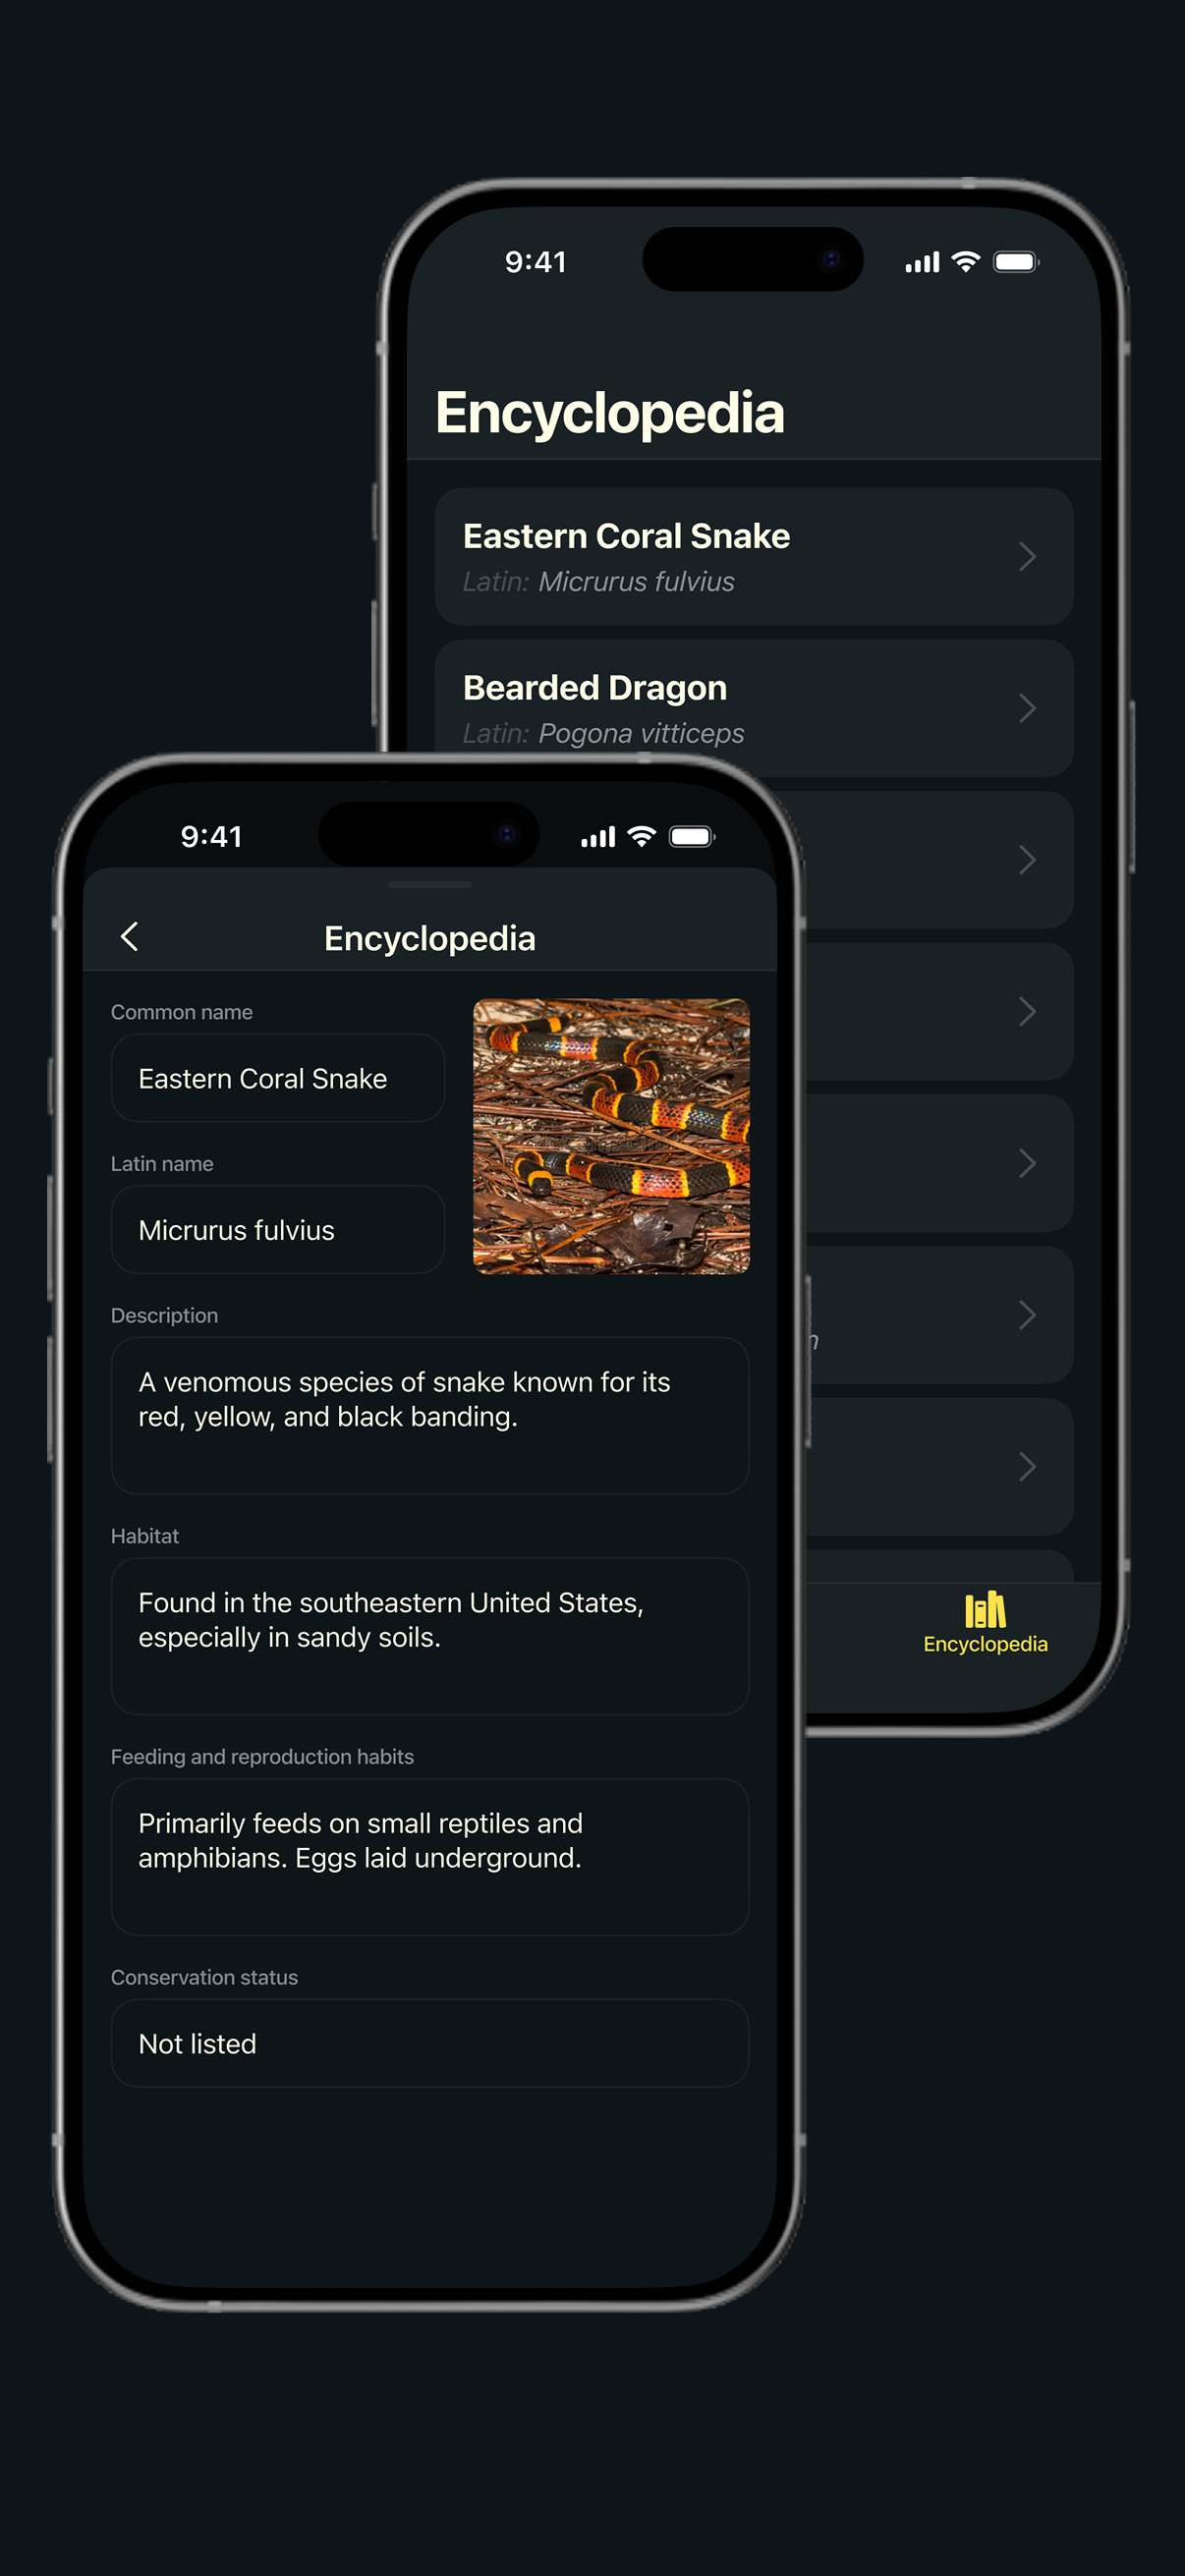 9:41
Encyclopedia
Eastern Coral Snake
Latin: Micrurus fulvius
Bearded Dragon
Latin: Pogona vitticeps
Encyclopedia
9:41
Encyclopedia
Common name
Eastern Coral Snake
Latin name
Micrurus fulvius
Description
A venomous species of snake known for its
red, yellow, and black banding.
Habitat
Found in the southeastern United States,
especially in sandy soils.
Feeding and reproduction habits
Primarily feeds on small reptiles and
amphibians. Eggs laid underground.
Conservation status
Not listed